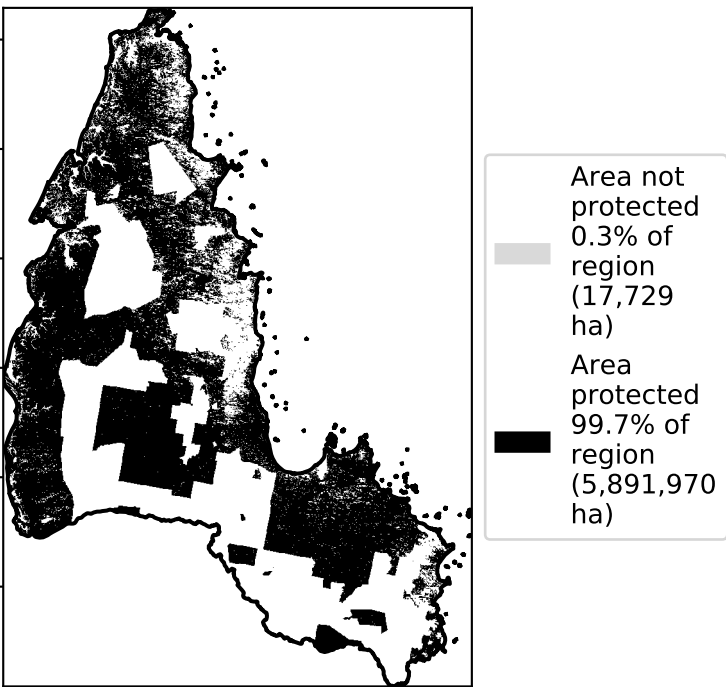 Area not
protected
0.3% of
region
(17,729
ha)
Area
protected
99.7% of
region
(5,891,970
ha)